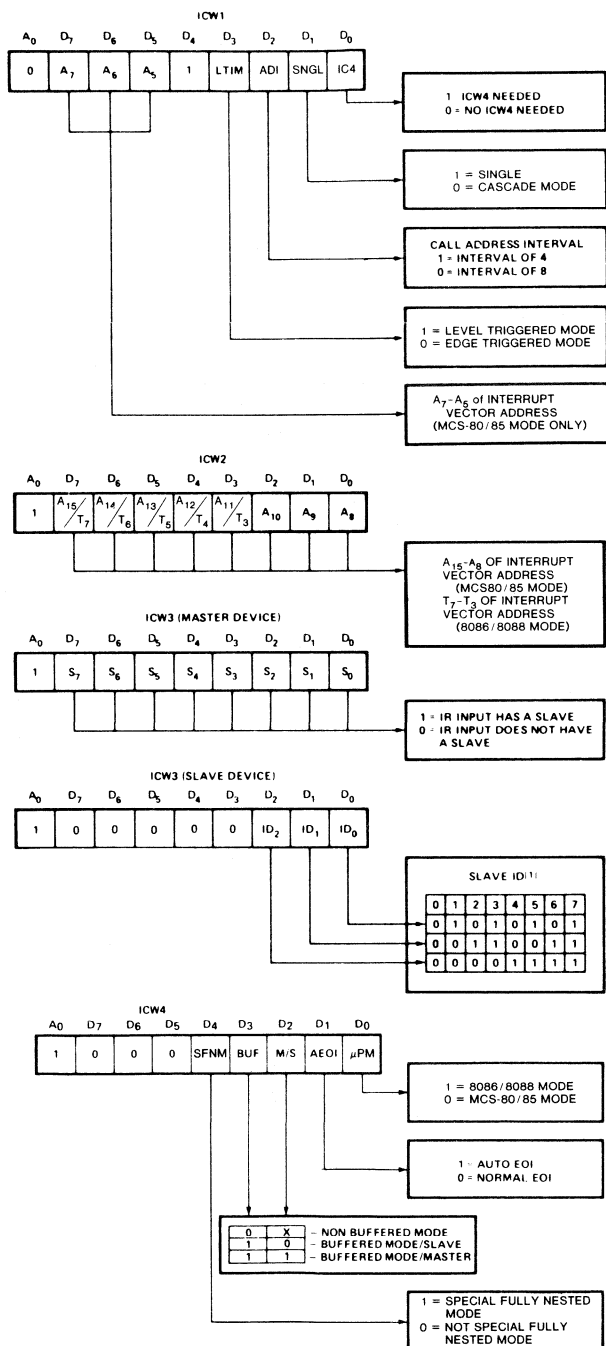 ICW1
A0 D7 D6 D5 D4 D3 D2 D1 D0
0 A7 A6 A5 1 LTIM ADI SNGL IC4
1 ICW4 NEEDED
0 = NO ICW4 NEEDED
1 = SINGLE
0 = CASCADE MODE
CALL ADDRESS INTERVAL
1 = INTERVAL OF 4
0 = INTERVAL OF 8
1 = LEVEL TRIGGERED MODE
0 = EDGE TRIGGERED MODE
A7-A5 of INTERRUPT
VECTOR ADDRESS
(MCS-80/85 MODE ONLY)
ICW2
A0 D7 D6 D5 D4 D3 D2 D1 D0
1 A15/T7 A14/T6 A13/T5 A12/T4 A11/T3 A10 A9 A8
A15-A8 OF INTERRUPT
VECTOR ADDRESS
(MCS80/85 MODE)
T7-T3 OF INTERRUPT
VECTOR ADDRESS
(8086/8088 MODE)
ICW3 (MASTER DEVICE)
A0 D7 D6 D5 D4 D3 D2 D1 D0
1 S7 S6 S5 S4 S3 S2 S1 S0
1 = IR INPUT HAS A SLAVE
0 = IR INPUT DOES NOT HAVE
A SLAVE
ICW3 (SLAVE DEVICE)
A0 D7 D6 D5 D4 D3 D2 D1 D0
1 0 0 0 0 0 ID2 ID1 ID0
SLAVE ID(1)
0 1 2 3 4 5 6 7
0 1 0 1 0 1 0 1
0 0 1 1 0 0 1 1
0 0 0 0 1 1 1 1
ICW4
A0 D7 D6 D5 D4 D3 D2 D1 D0
1 0 0 0 SFNM BUF M/S AEOI µPM
1 = 8086/8088 MODE
0 = MCS-80/85 MODE
1 = AUTO EOI
0 = NORMAL EOI
0 X – NON BUFFERED MODE
1 0 – BUFFERED MODE/SLAVE
1 1 – BUFFERED MODE/MASTER
1 = SPECIAL FULLY NESTED
MODE
0 = NOT SPECIAL FULLY
NESTED MODE